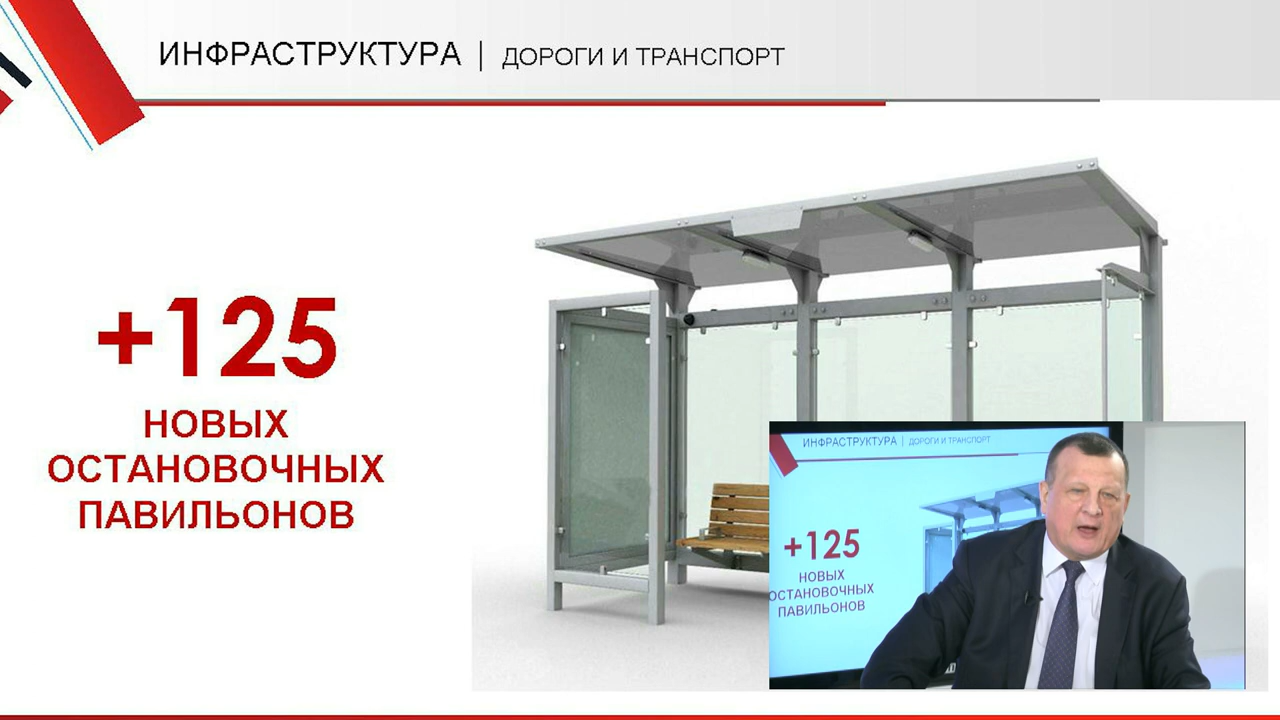 ИНФРАСТРУКТУРА | ДОРОГИ И ТРАНСПОРТ
+125
НОВЫХ
ОСТАНОВОЧНЫХ
ПАВИЛЬОНОВ
ИНФРАСТРУКТУРА | ДОРОГИ И ТРАНСПОРТ
+125
НОВЫХ
ОСТАНОВОЧНЫХ
ПАВИЛЬОНОВ